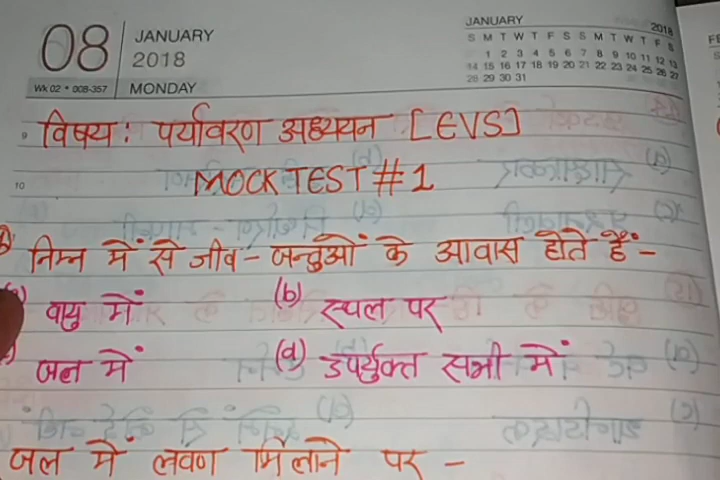 08 JANUARY 2018
Wk 02 • 008-357 MONDAY
JANUARY 2018
S M T W T F S S M T W T F S
1 2 3 4 5 6 7 8 9 10 11 12 13
14 15 16 17 18 19 20 21 22 23 24 25 26 27
28 29 30 31
9 विषय : पर्यावरण अध्ययन [EVS]
10 MOCK TEST # 1
निम्न में से जीव - जन्तुओं के आवास होते हैं -
वायु में (b) स्थल पर
जल में (d) उपर्युक्त सभी में
जल में लवण मिलाने पर -